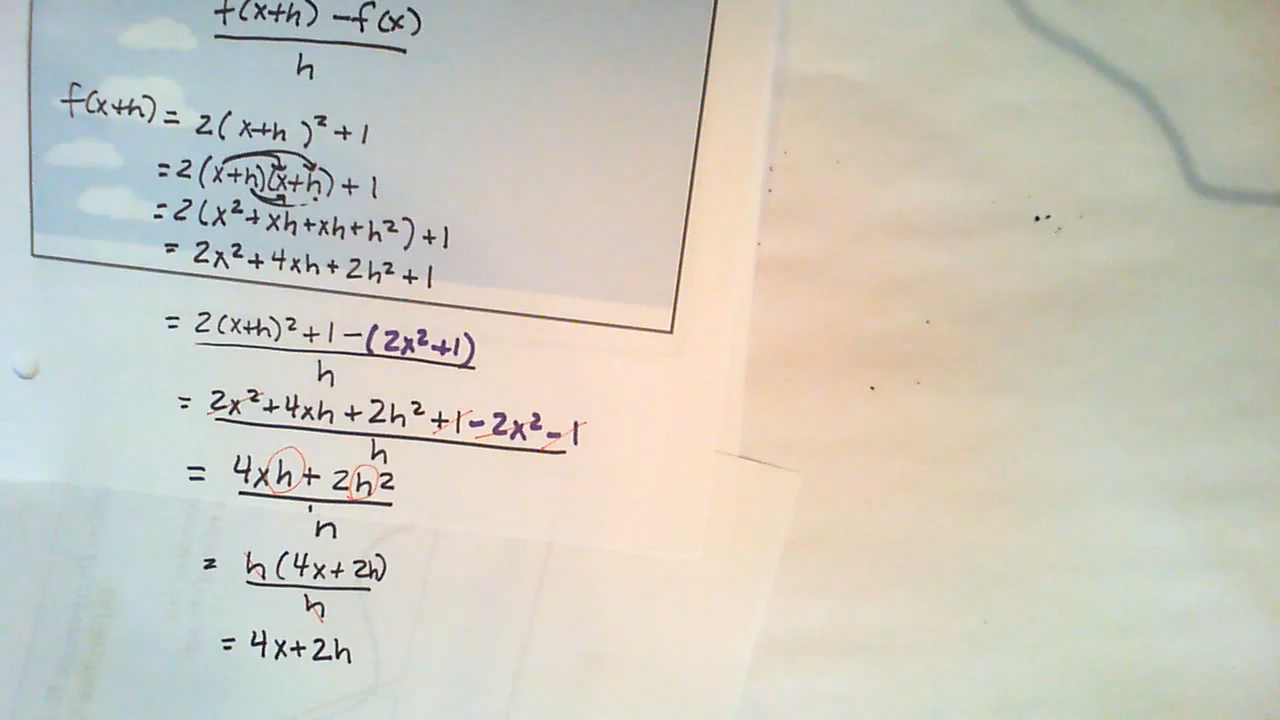 f(x+h) - f(x)
h
f(x+h) = 2(x+h)² + 1
= 2(x+h)(x+h) + 1
= 2(x² + xh + xh + h²) + 1
= 2x² + 4xh + 2h² + 1
= 2(x+h)² + 1 - (2x² + 1)
h
= 2x² + 4xh + 2h² + 1 - 2x² - 1
h
= 4xh + 2h²
h
= h(4x + 2h)
h
= 4x + 2h